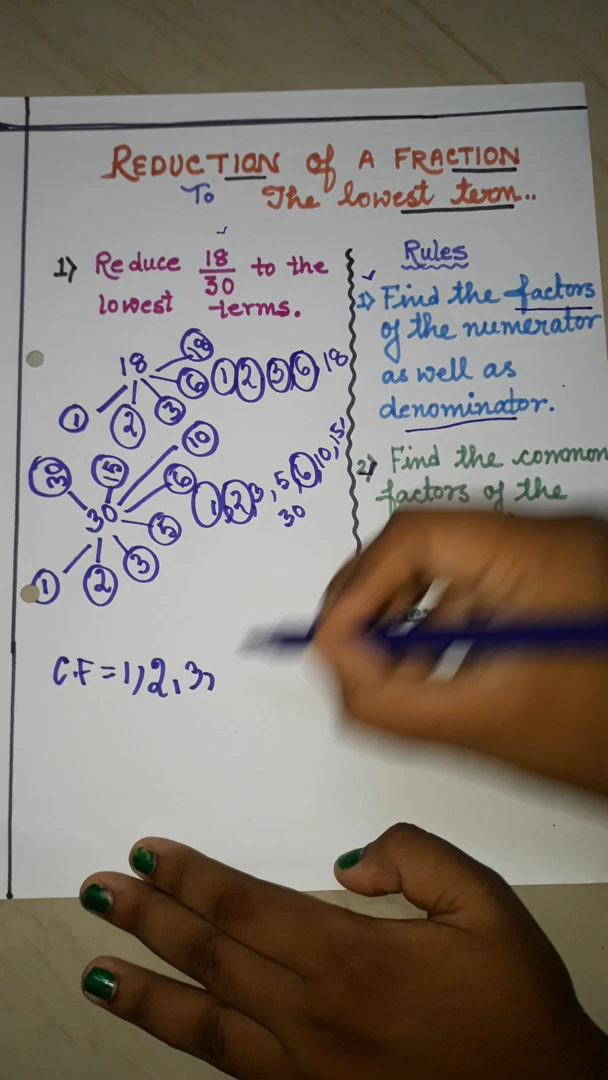 REDUCTION of A FRACTION
To The lowest term..
1) Reduce 18/30 to the
lowest terms.
18
1 2 3 6 18
1 2 3 6 18
30
1 2 3 5 6 10 15 30
1, 2, 3, 5, 6, 10, 15,
30
C.F = 1, 2, 3,
Rules
1) Find the factors
of the numerator
as well as
denominator.
2) Find the common
factors of the